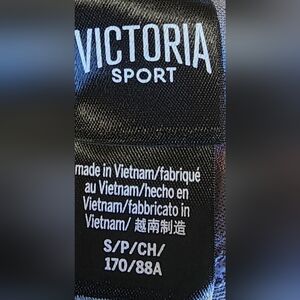 VICTORIA
SPORT
made in Vietnam/fabriqué
au Vietnam/hecho en
Vietnam/fabbricato in
Vietnam/ 越南制造
S/P/CH/
170/88A